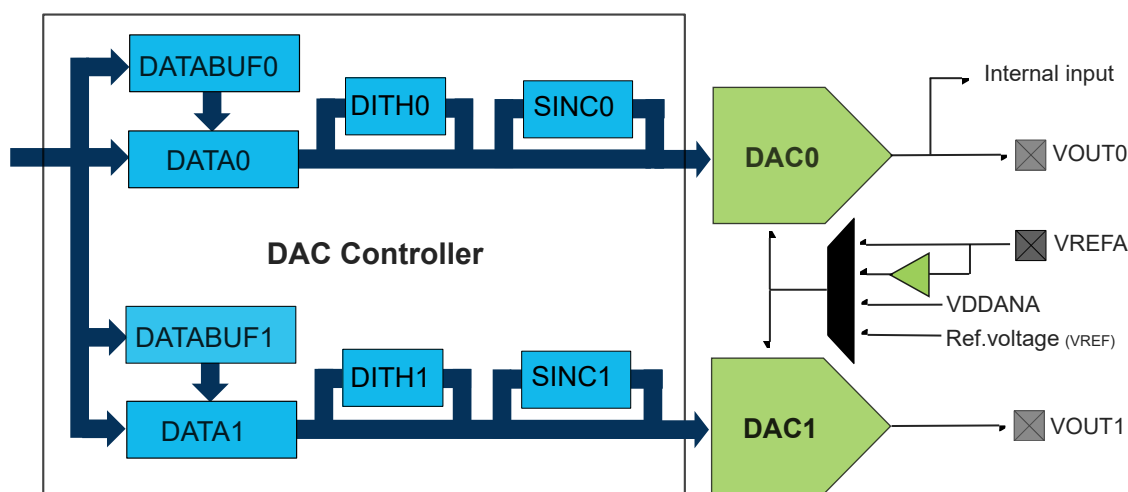 DATABUF0
DITH0
SINC0
Internal input
DATA0
DAC0
VOUT0
DAC Controller
VREFA
VDDANA
Ref.voltage (VREF)
DATABUF1
DITH1
SINC1
DATA1
DAC1
VOUT1